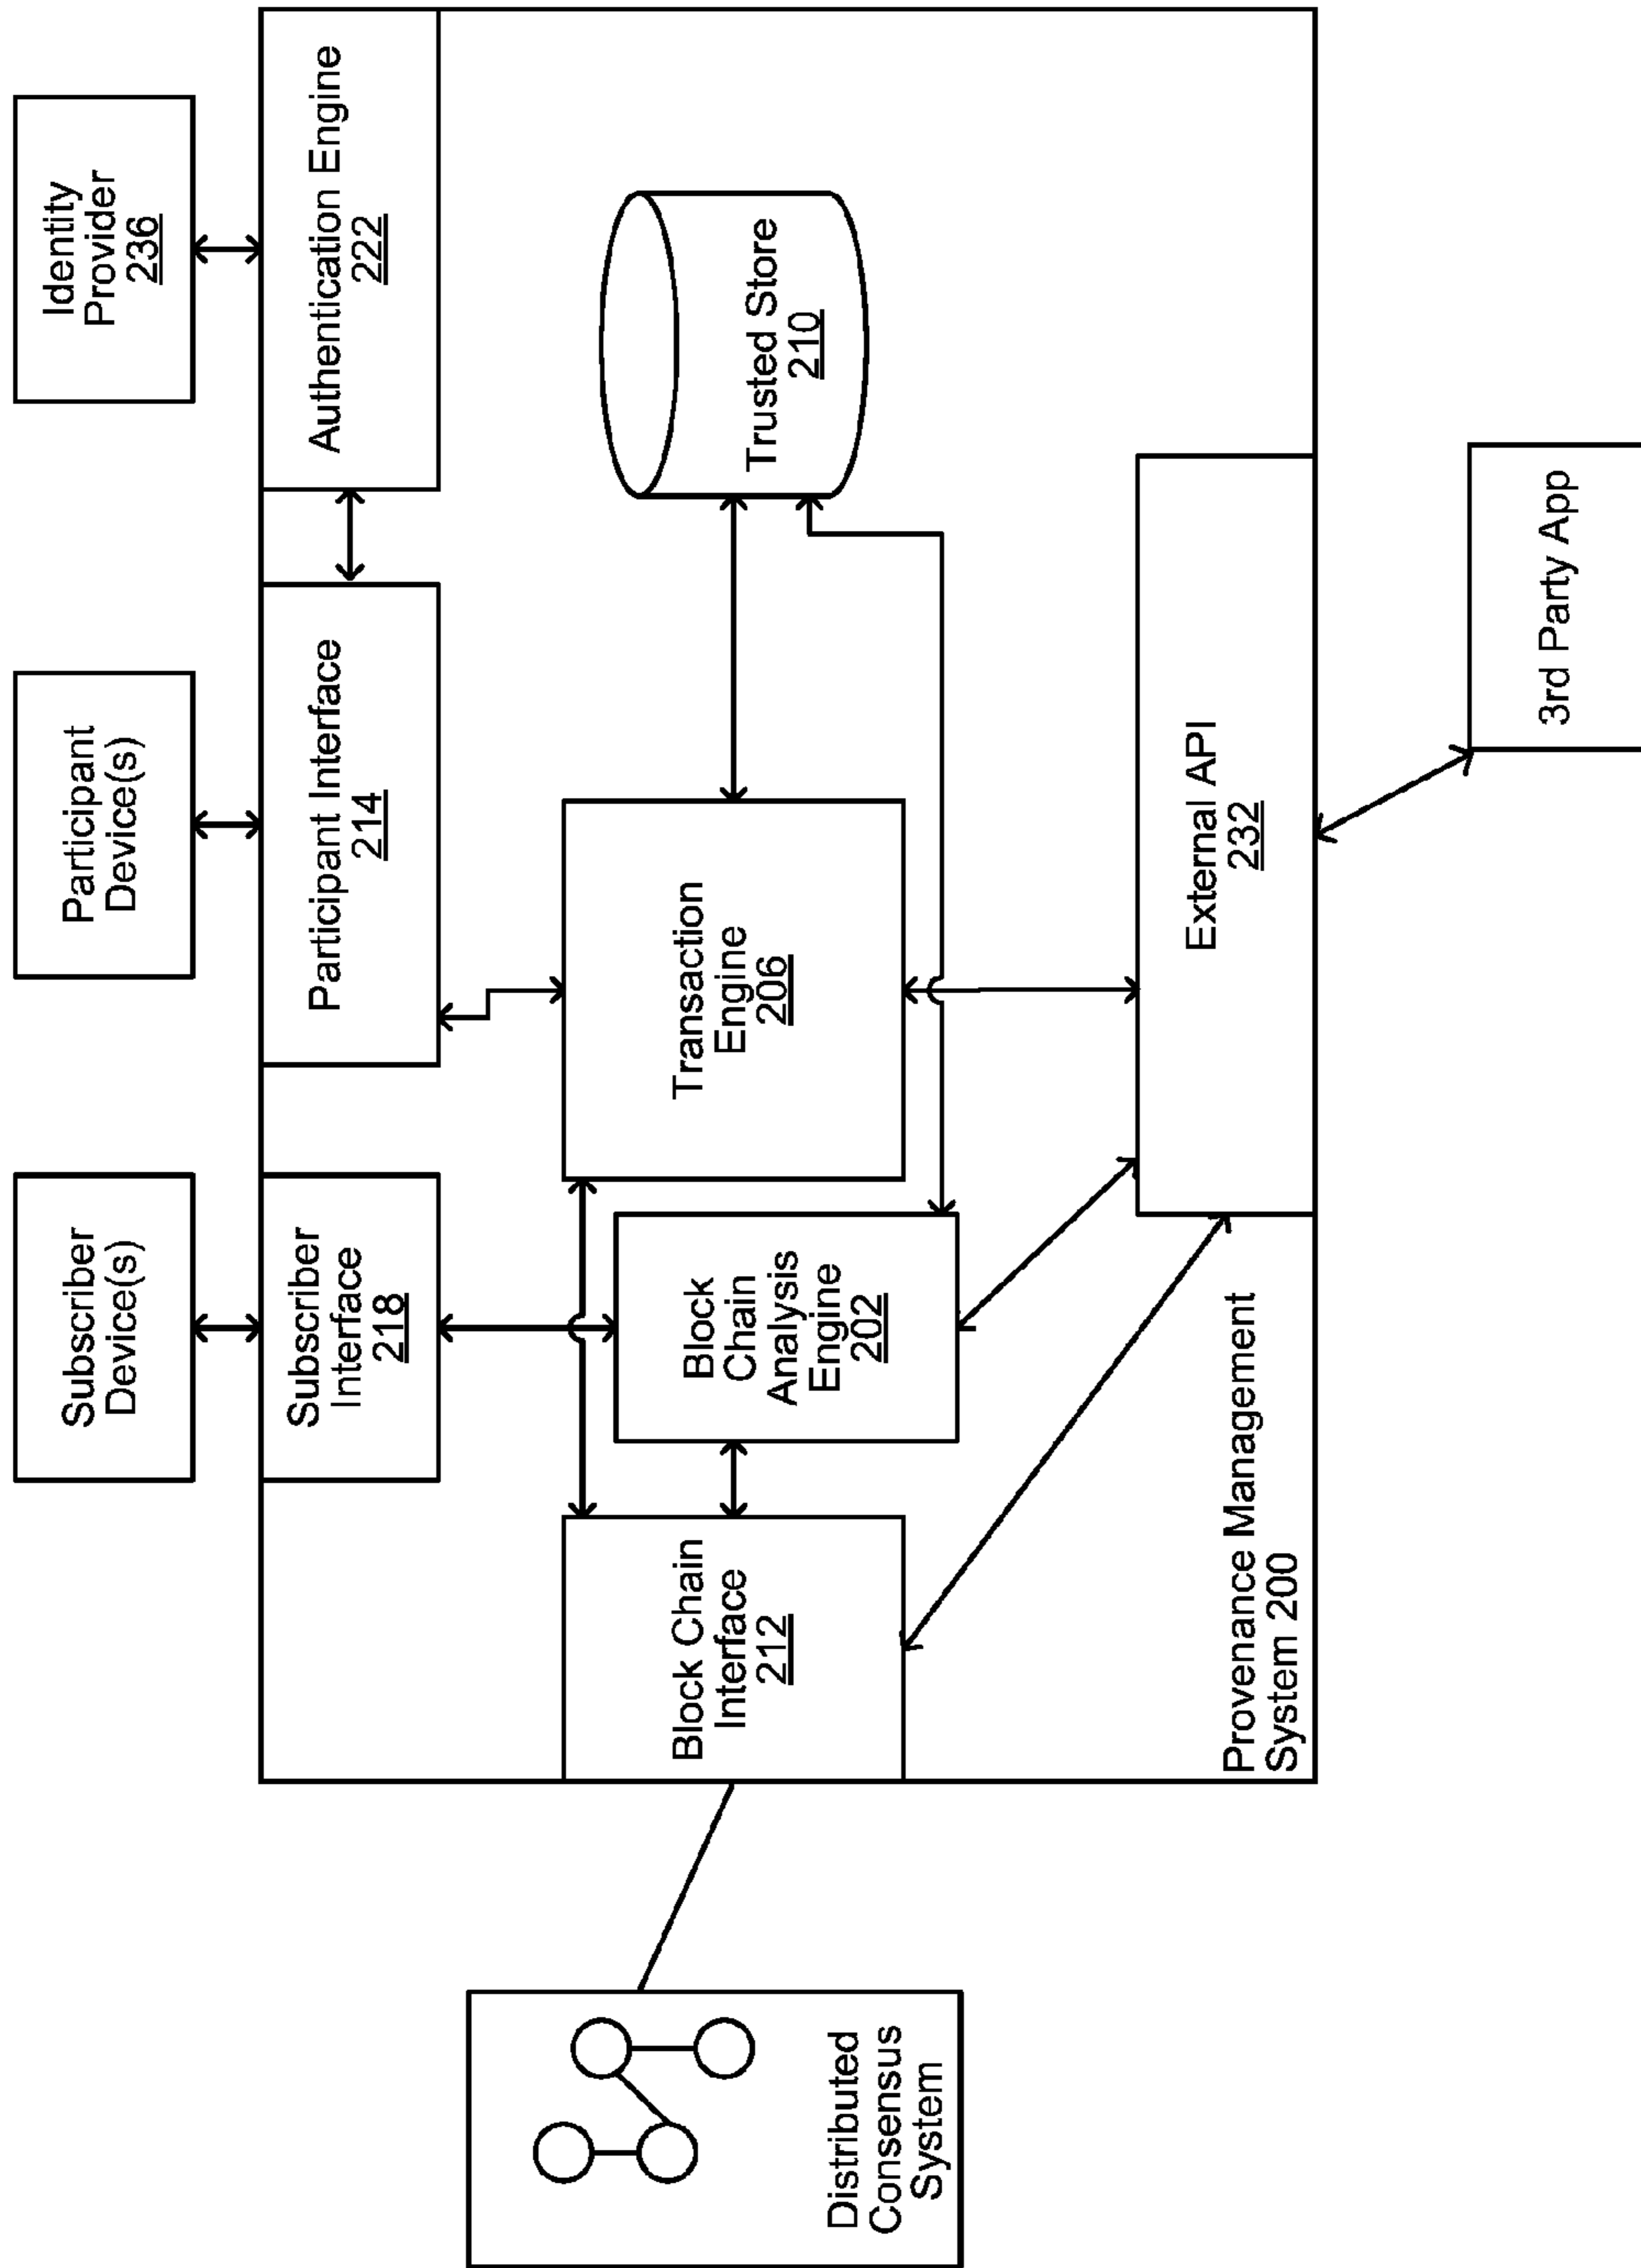 Subscriber
Device(s)
Participant
Device(s)
Identity
Provider
236
Subscriber
Interface
218
Participant Interface
214
Authentication Engine
222
Block Chain
Interface
212
Block
Chain
Analysis
Engine
202
Transaction
Engine
206
Trusted Store
210
Distributed
Consensus
System
External API
232
Provenance Management
System 200
3rd Party App